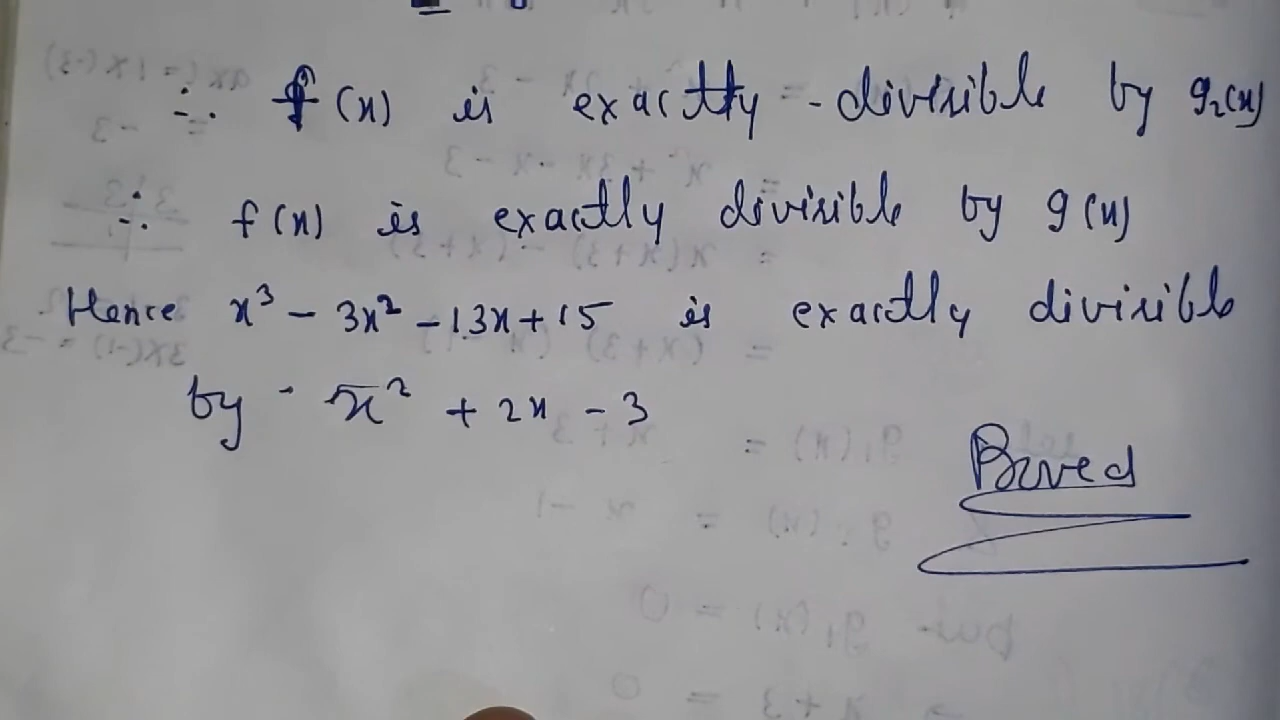 ∴ f(x) is exactly divisible by g₂(x)
∴ f(x) is exactly divisible by g(x)
Hence x³ - 3x² - 13x + 15 is exactly divisible
by x² + 2x - 3
Proved